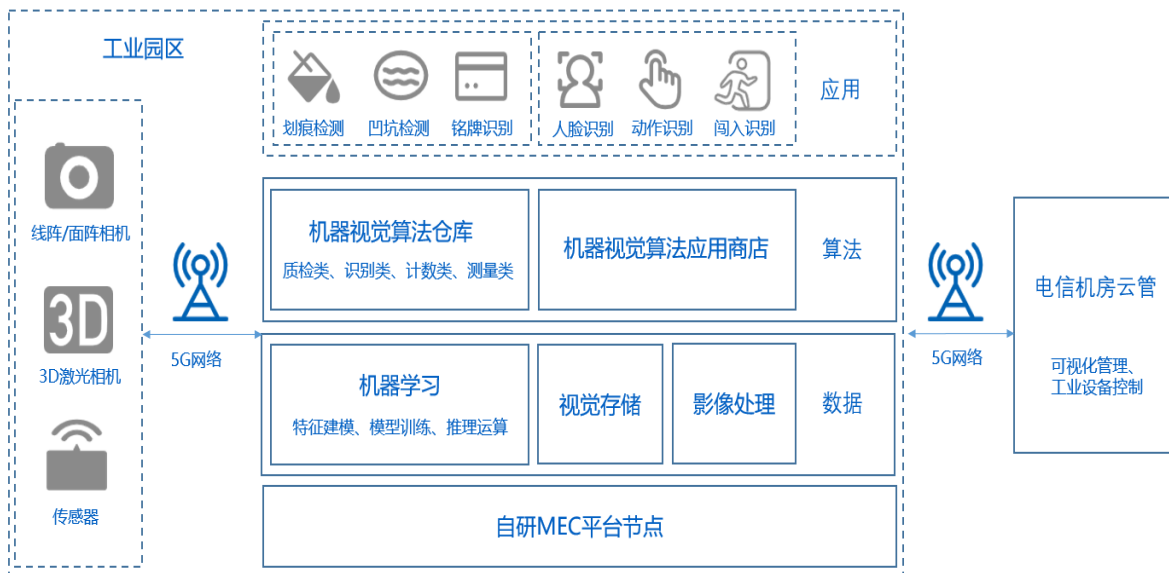 工业园区
线阵/面阵相机
3D
3D激光相机
传感器
5G网络
划痕检测
凹坑检测
铭牌识别
人脸识别
动作识别
闯入识别
应用
机器视觉算法仓库
质检类、识别类、计数类、测量类
机器视觉算法应用商店
算法
机器学习
特征建模、模型训练、推理运算
视觉存储
影像处理
数据
自研MEC平台节点
5G网络
电信机房云管
可视化管理、
工业设备控制